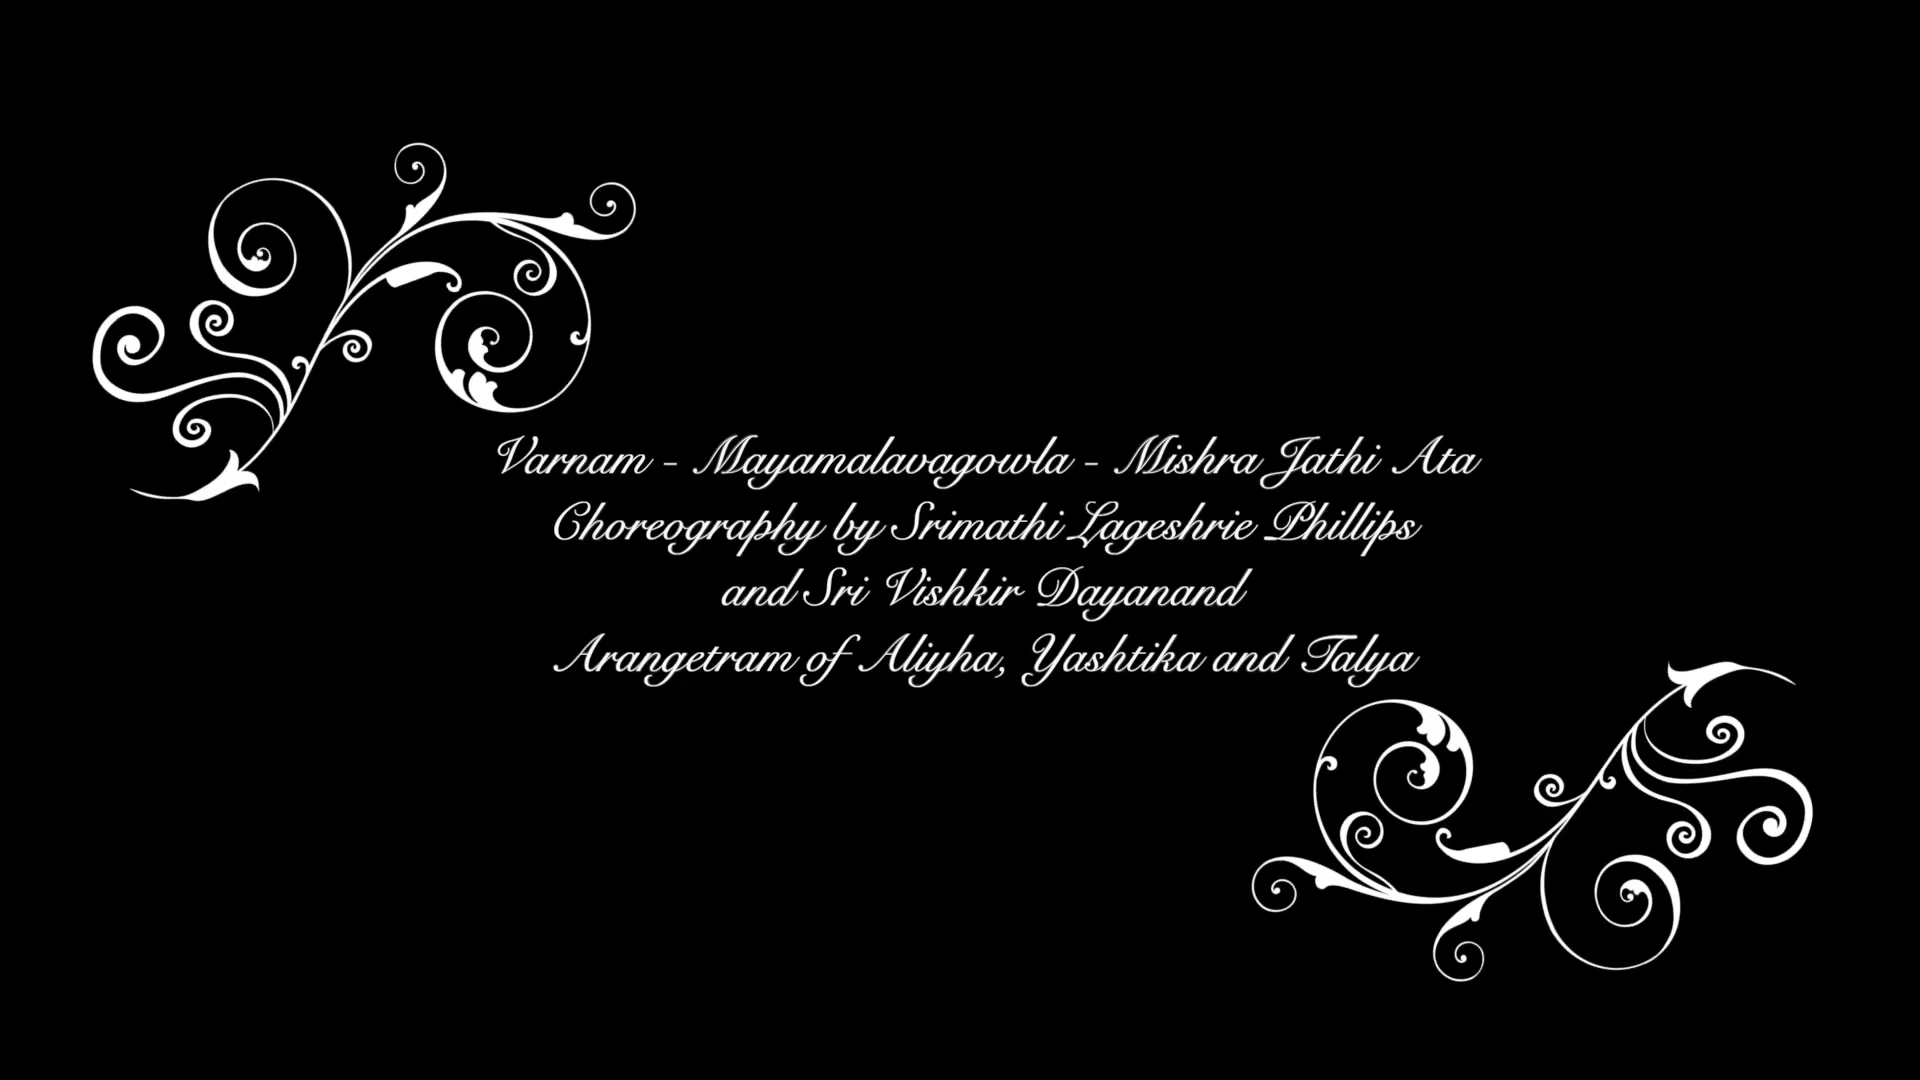 Varnam - Mayamalavagowla - Mishra Jathi Ata
Choreography by Srimathi Lageshrie Phillips
and Sri Vishkir Dayanand
Arangetram of Aliyha, Yashtika and Talya